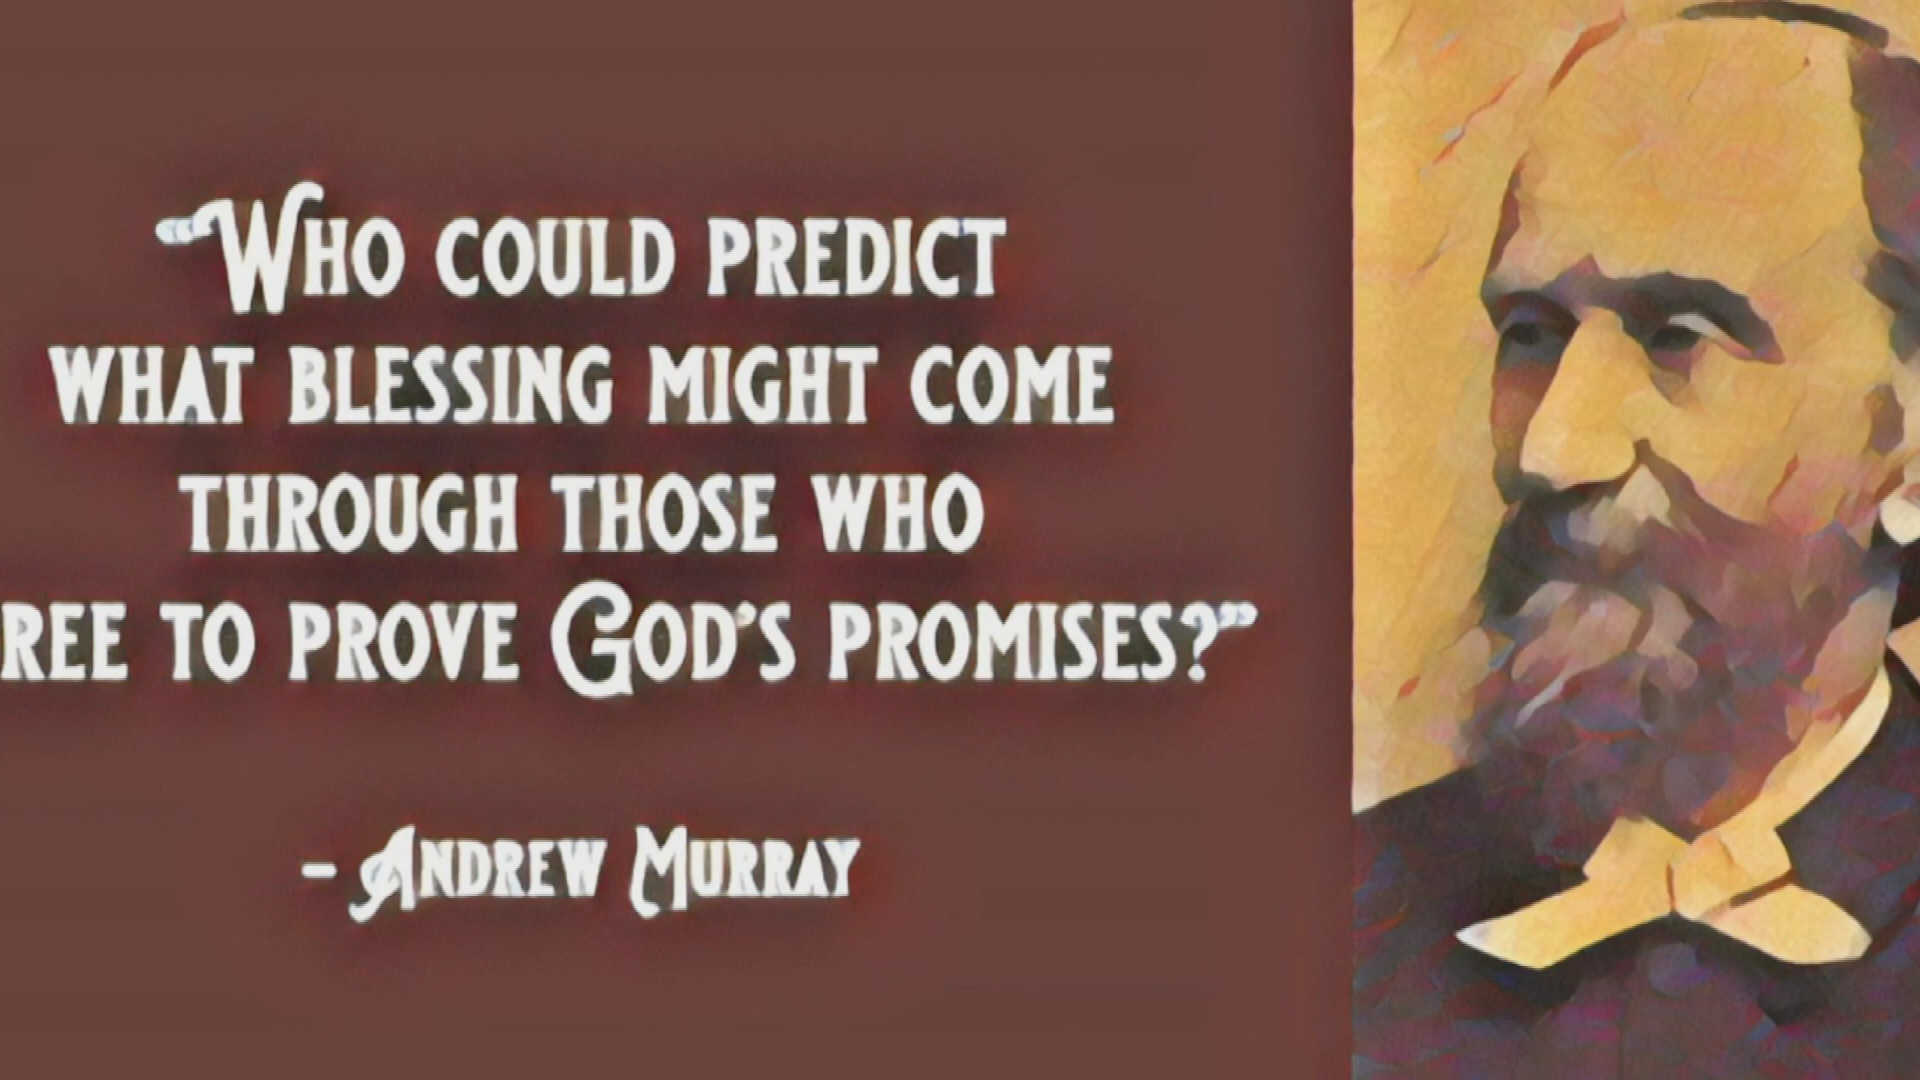 “Who could predict
what blessing might come
through those who
ree to prove God’s promises?”
- Andrew Murray